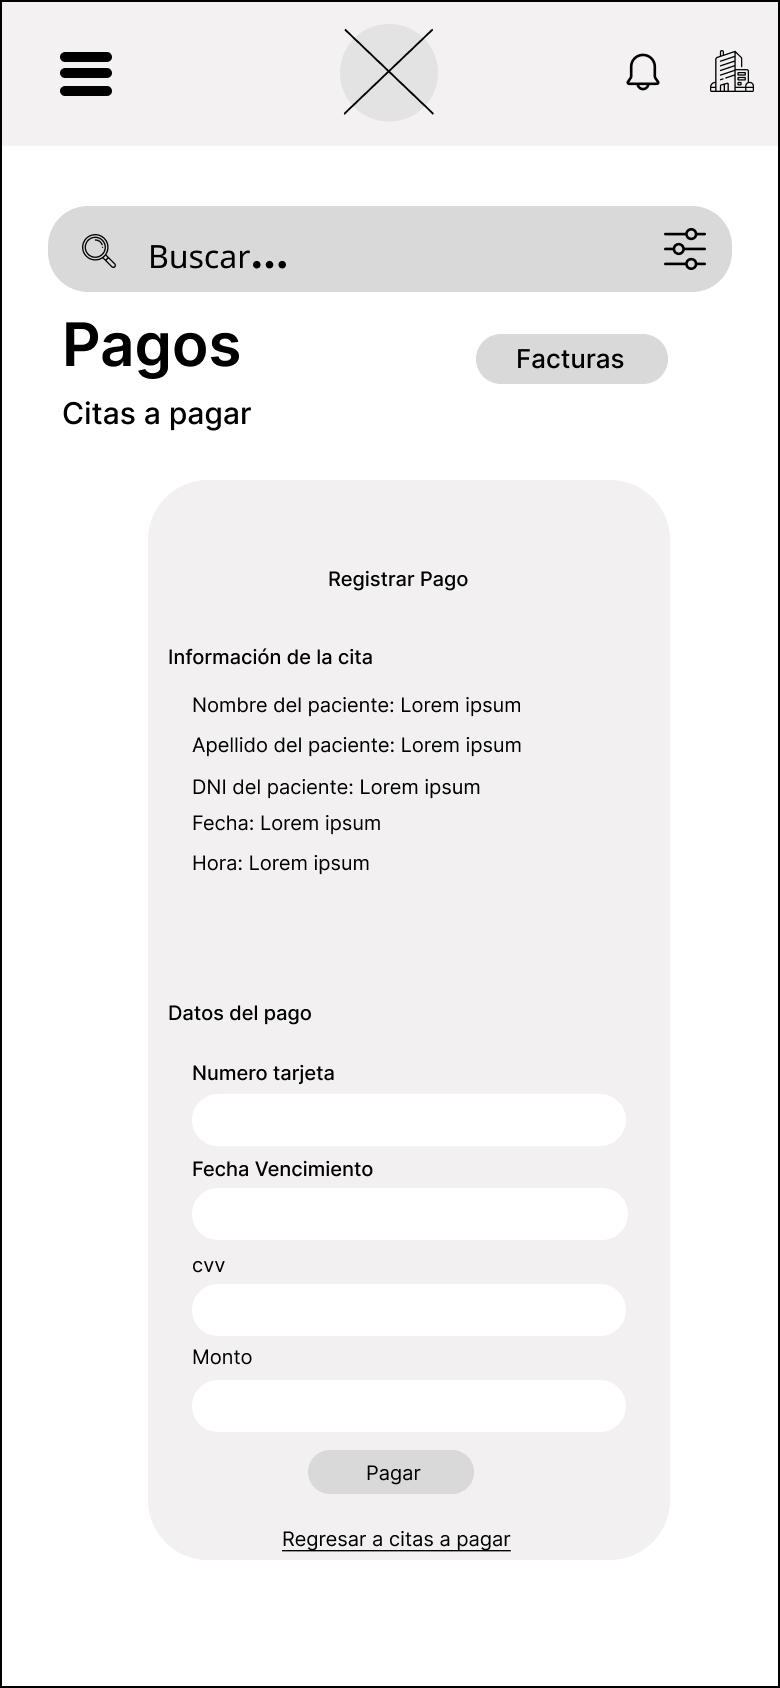 Buscar...
Pagos
Facturas
Citas a pagar
Registrar Pago
Información de la cita
Nombre del paciente: Lorem ipsum
Apellido del paciente: Lorem ipsum
DNI del paciente: Lorem ipsum
Fecha: Lorem ipsum
Hora: Lorem ipsum
Datos del pago
Numero tarjeta
Fecha Vencimiento
cvv
Monto
Pagar
Regresar a citas a pagar